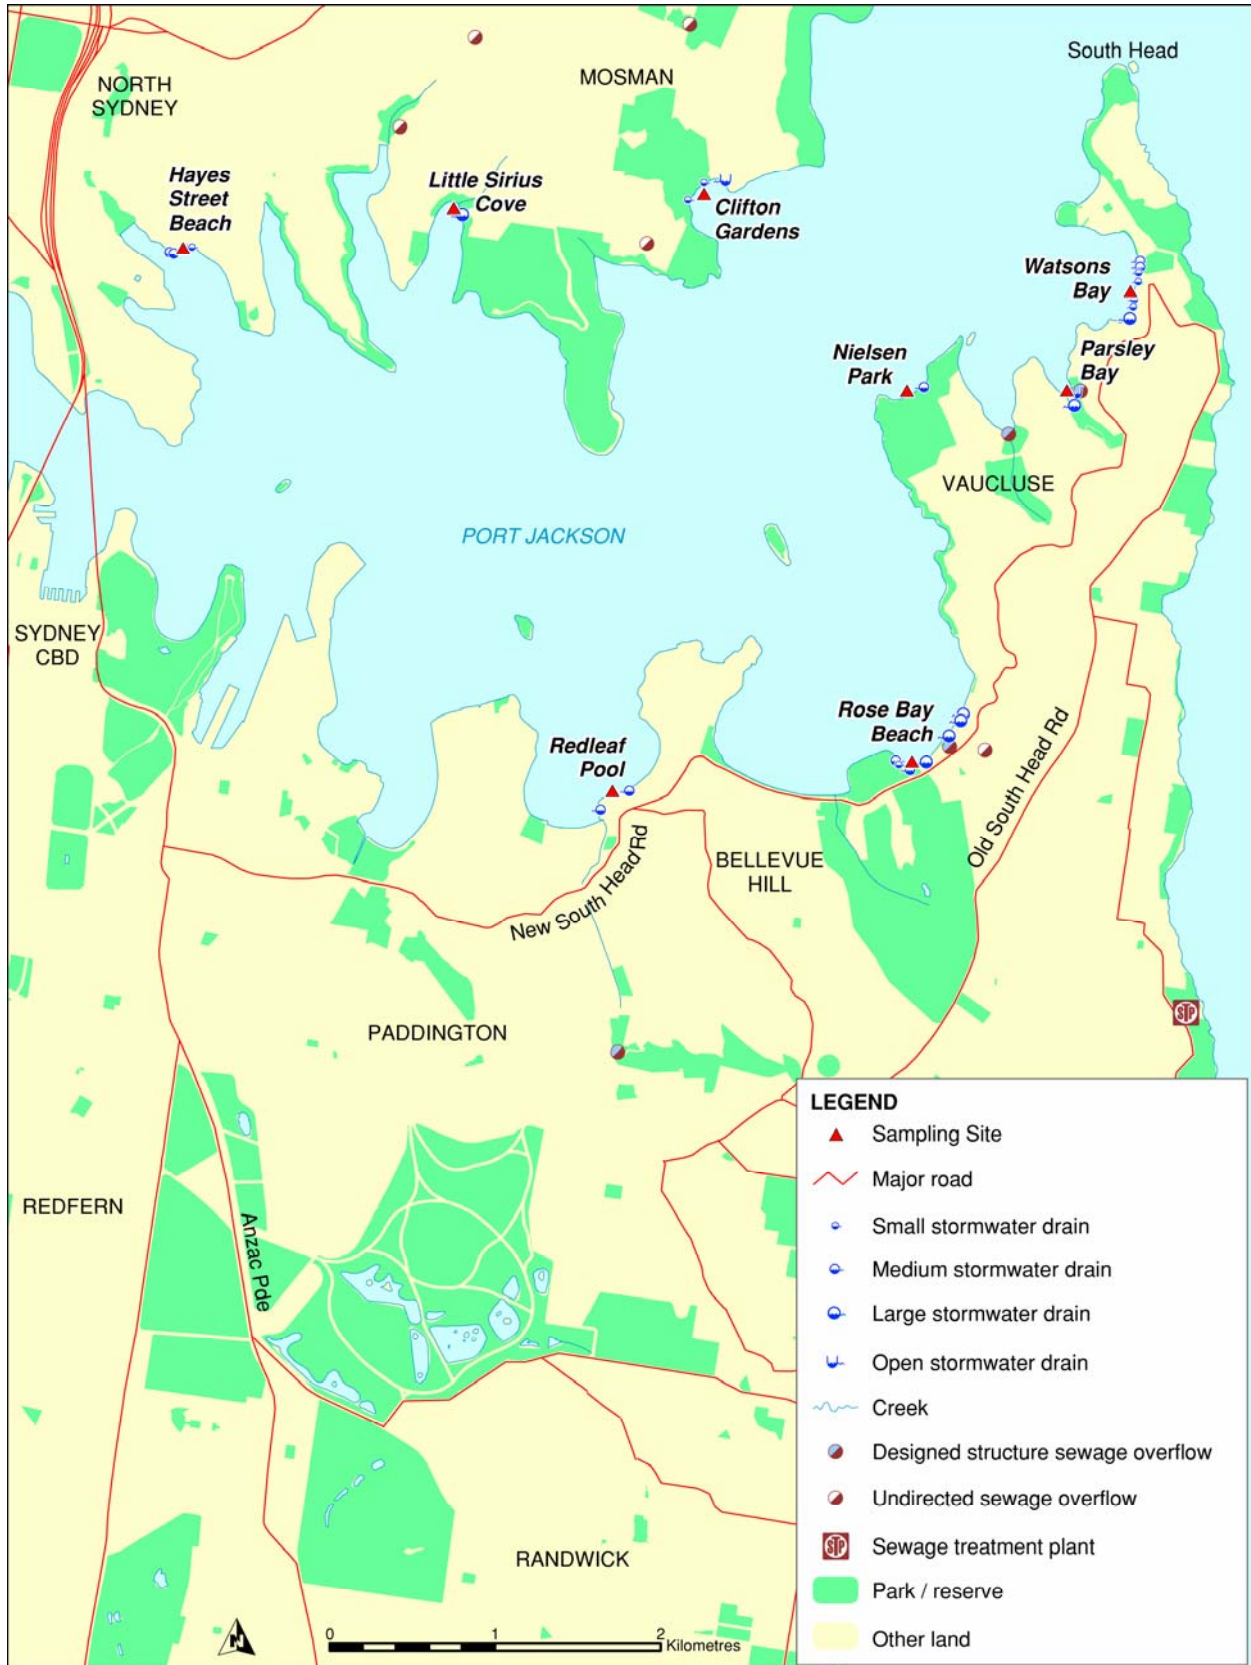 South Head
MOSMAN
NORTH
SYDNEY
Hayes
Street
Beach
Little Sirius
Cove
Clifton
Gardens
Watsons
Bay
Parsley
Bay
Nielsen
Park
VAUCLUSE
PORT JACKSON
SYDNEY
CBD
Rose Bay
Beach
Redleaf
Pool
Old South Head Rd
New South Head Rd
BELLEVUE
HILL
PADDINGTON
STP
REDFERN
Anzac Pde
RANDWICK
N
0 1 2
Kilometres
LEGEND
Sampling Site
Major road
Small stormwater drain
Medium stormwater drain
Large stormwater drain
Open stormwater drain
Creek
Designed structure sewage overflow
Undirected sewage overflow
STP
Sewage treatment plant
Park / reserve
Other land